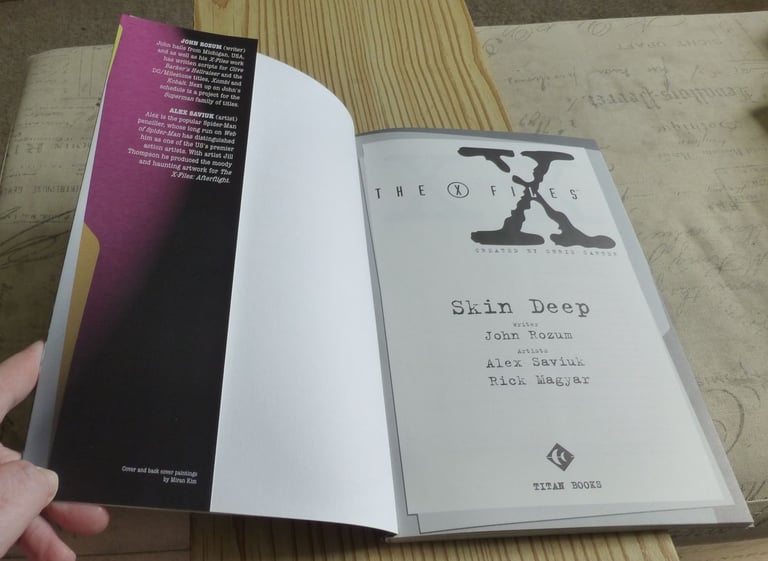 JOHN ROZUM (writer)
John hails from Michigan, USA,
and as well as his X-Files work
has written scripts for Clive
Barker's Hellraiser and the
DC/Milestone titles, Xombi and
Kobalt. Next up on John's
schedule is a project for the
Superman family of titles.
ALEX SAVIUK (artist)
Alex is the popular Spider-Man
penciller, whose long run on Web
of Spider-Man has distinguished
him as one of the US's premier
action artists. With artist Jill
Thompson he produced the moody
and haunting artwork for The
X-Files: Afterflight.
Cover and back cover paintings
by Miran Kim
X
THE X FILES
CREATED BY CHRIS CARTER
Skin Deep
Writer
John Rozum
Artists
Alex Saviuk
Rick Magyar
TITAN BOOKS